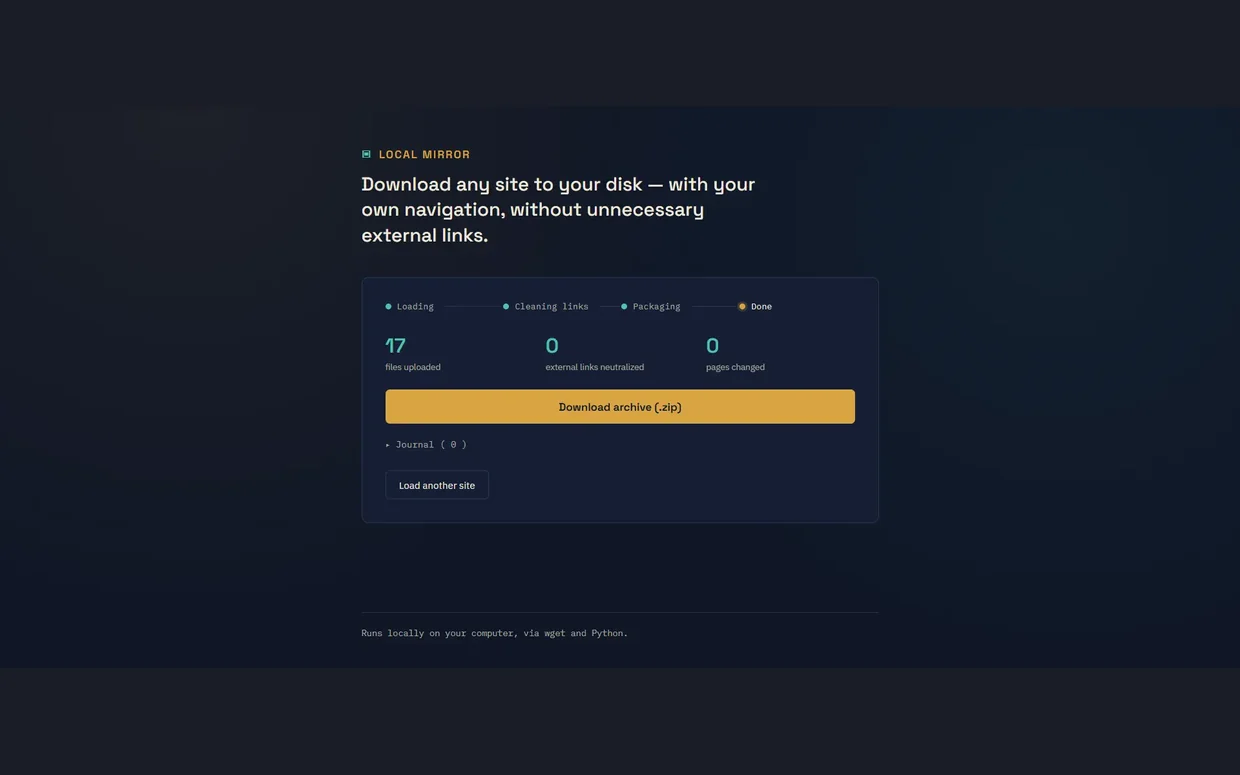 LOCAL MIRROR
Download any site to your disk — with your
own navigation, without unnecessary
external links.
Loading
Cleaning links
Packaging
Done
17
files uploaded
0
external links neutralized
0
pages changed
Download archive (.zip)
▸ Journal ( 0 )
Load another site
Runs locally on your computer, via wget and Python.